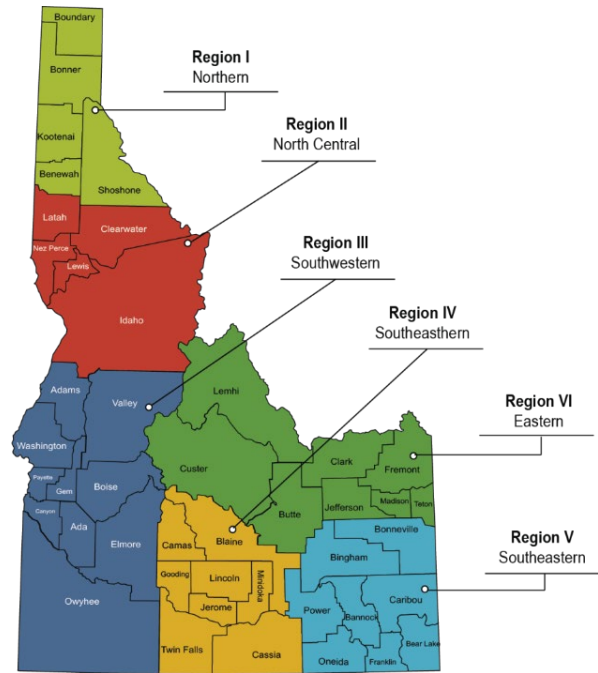 Boundary
Bonner
Region I
Northern
Kootenai
Benewah
Shoshone
Region II
North Central
Latah
Clearwater
Nez Perce
Lewis
Idaho
Region III
Southwestern
Region IV
Southeasthern
Adams
Valley
Lemhi
Region VI
Eastern
Washington
Custer
Clark
Fremont
Payette
Gem
Boise
Butte
Jefferson
Madison
Teton
Canyon
Ada
Elmore
Camas
Blaine
Bonneville
Bingham
Region V
Southeastern
Gooding
Lincoln
Minidoka
Jerome
Power
Bannock
Caribou
Owyhee
Twin Falls
Cassia
Oneida
Franklin
Bear Lake